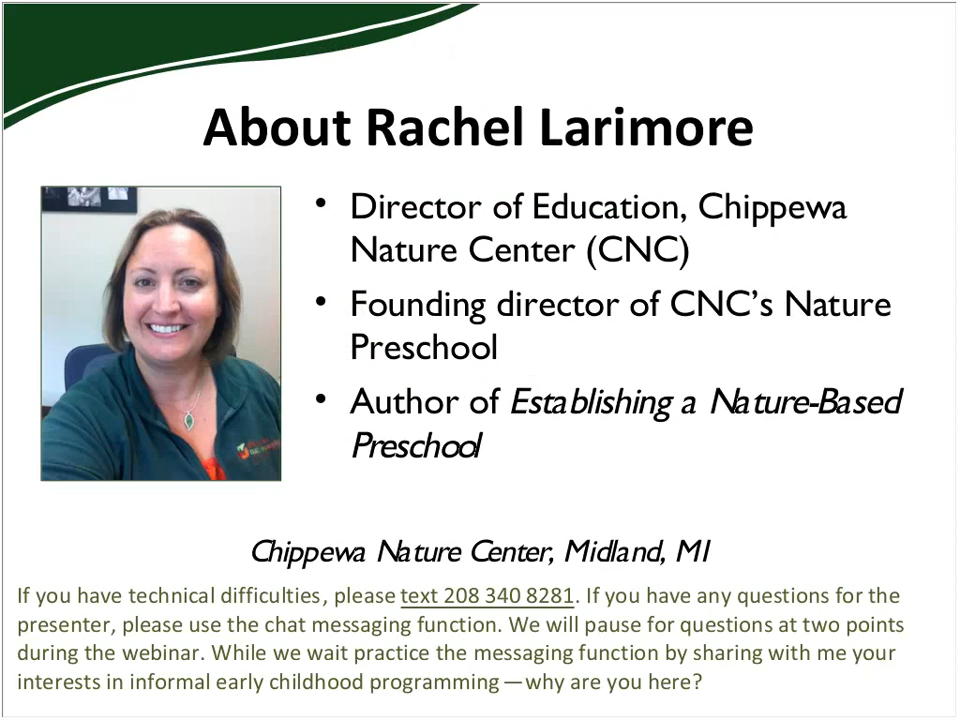 About Rachel Larimore
• Director of Education, Chippewa
Nature Center (CNC)
• Founding director of CNC’s Nature
Preschool
• Author of Establishing a Nature-Based
Preschool
Chippewa Nature Center, Midland, MI
If you have technical difficulties, please text 208 340 8281. If you have any questions for the
presenter, please use the chat messaging function. We will pause for questions at two points
during the webinar. While we wait practice the messaging function by sharing with me your
interests in informal early childhood programming—why are you here?